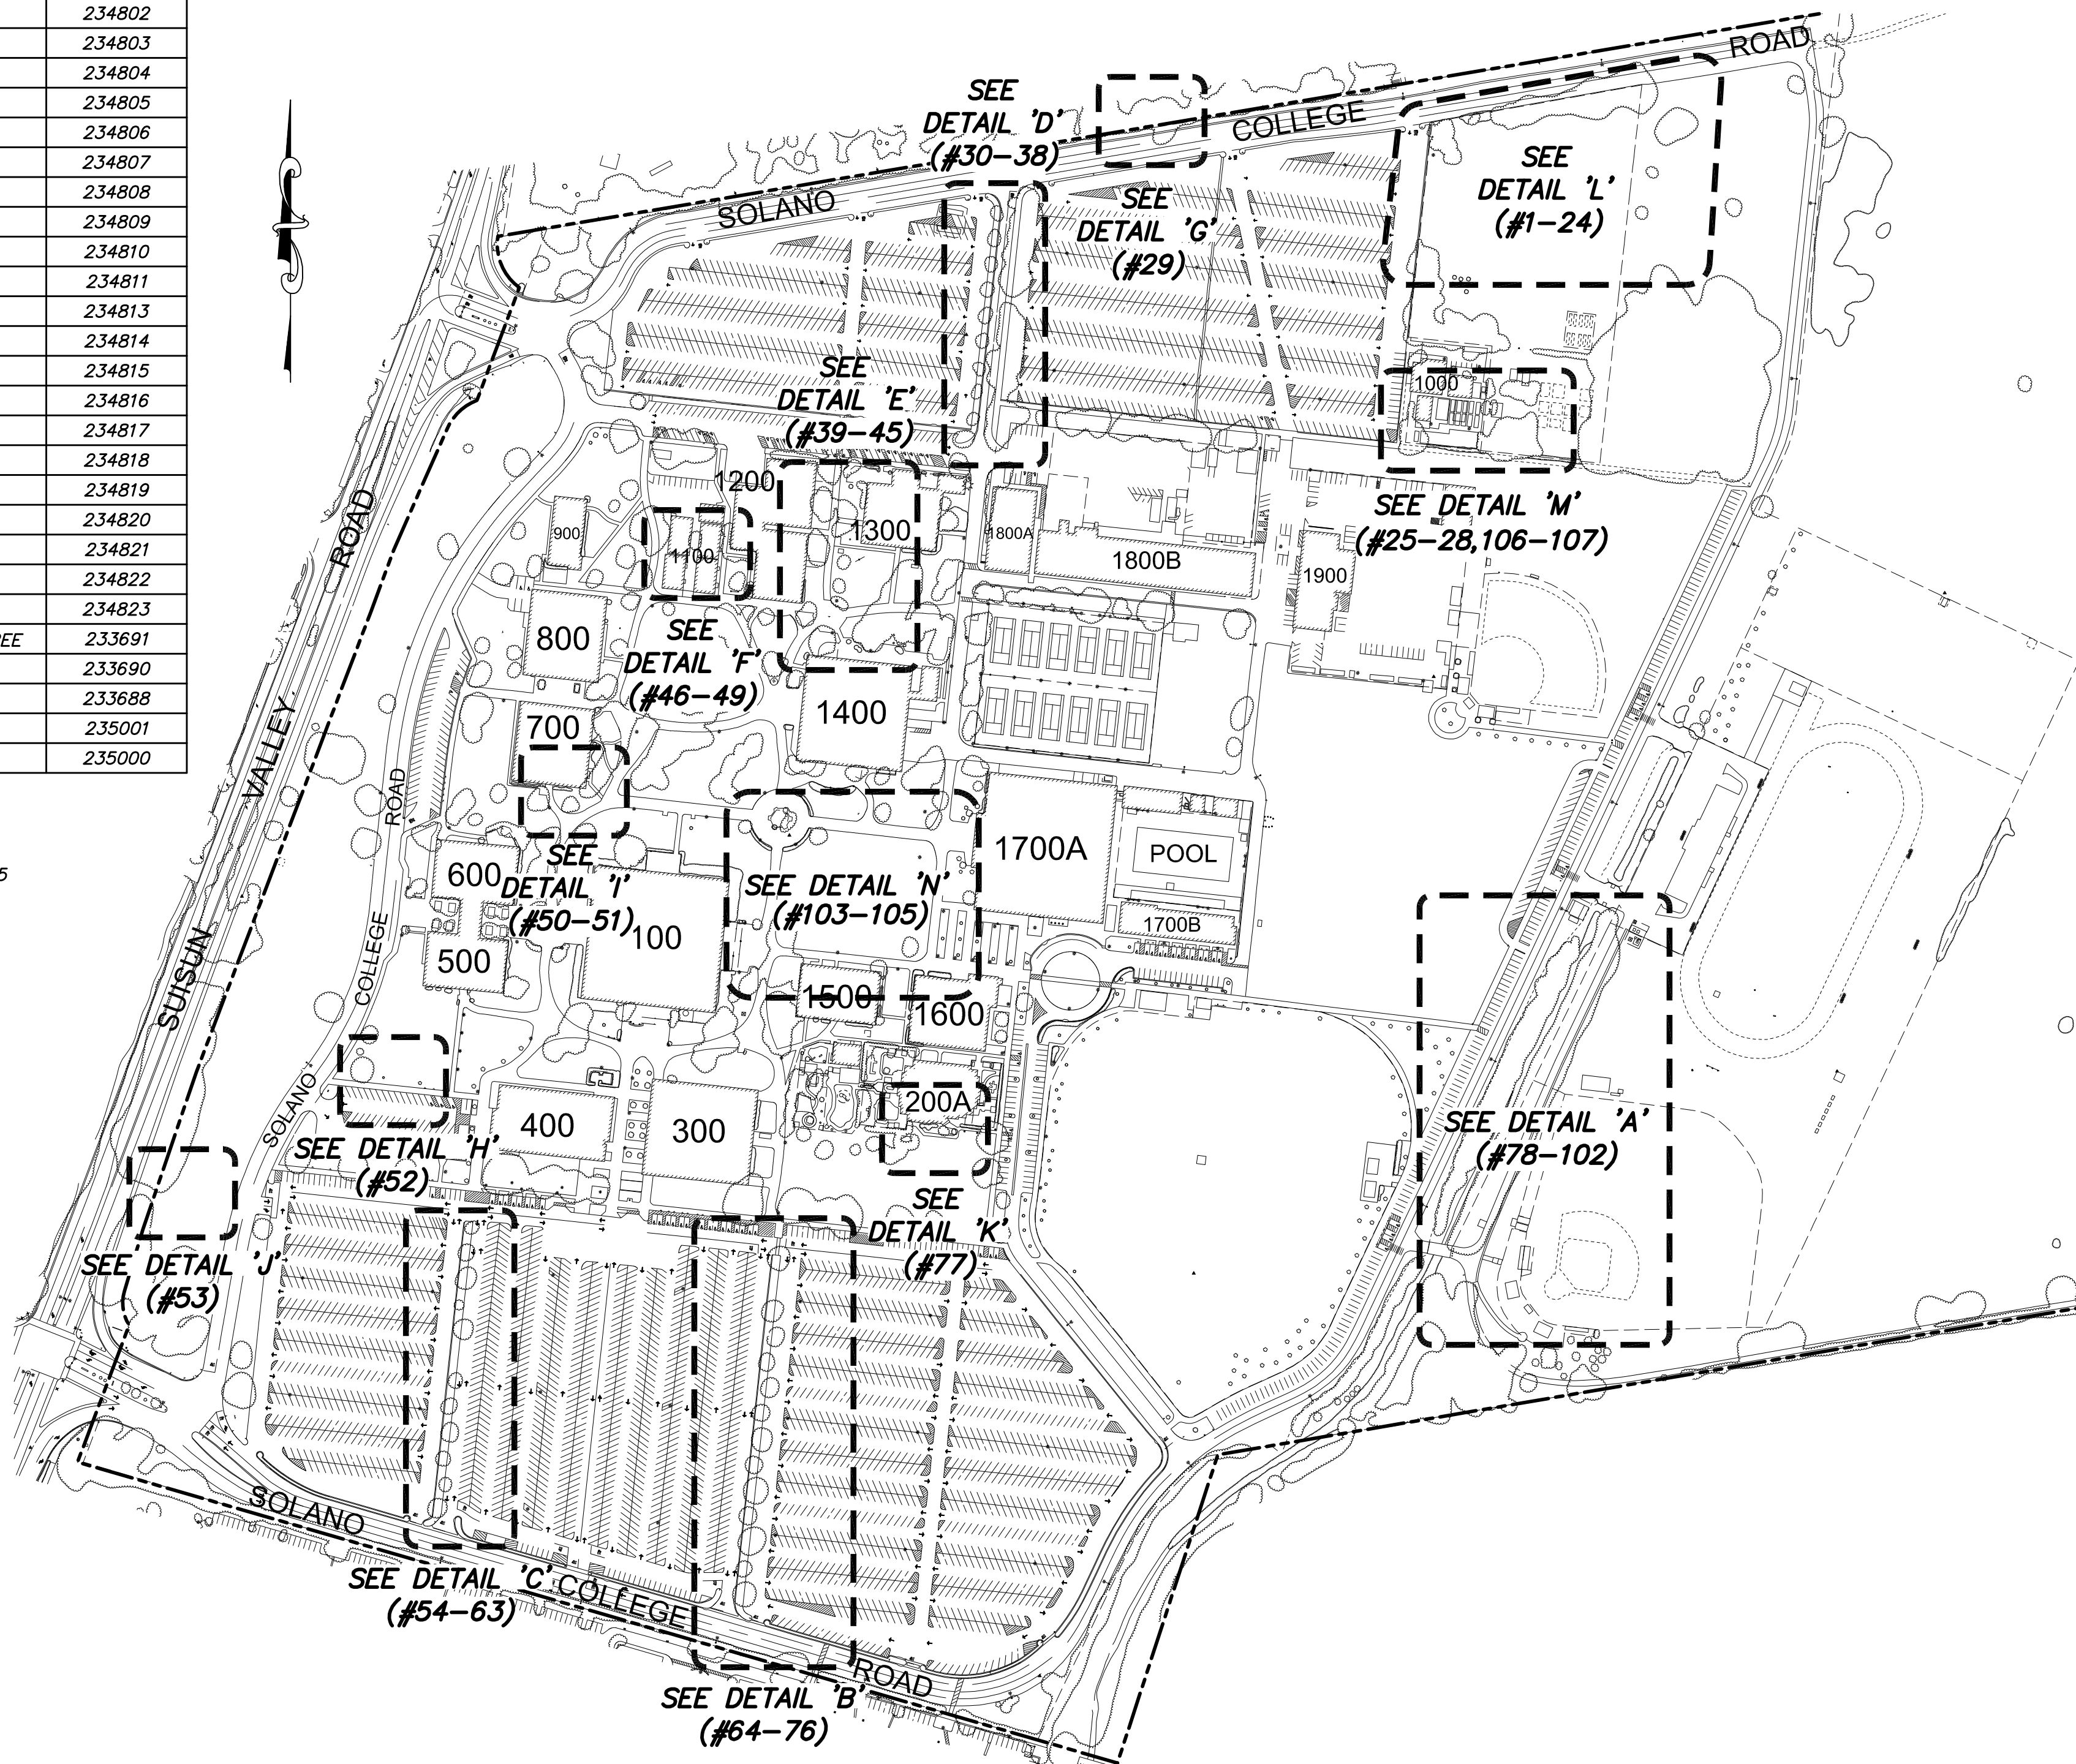 234802
234803
234804
234805
234806
234807
234808
234809
234810
234811
234813
234814
234815
234816
234817
234818
234819
234820
234821
234822
234823
REE 233691
233690
233688
235001
235000
5
ROAD
COLLEGE
SOLANO
SEE
DETAIL 'D'
(#30-38)
SEE
DETAIL 'G'
(#29)
SEE
DETAIL 'L'
(#1-24)
SEE
DETAIL 'E'
(#39-45)
1000
SEE DETAIL 'M'
(#25-28,106-107)
1200
1300
900
1100
1800A
1800B
1900
ROAD
VALLEY
SUISUN
800
SEE
DETAIL 'F'
(#46-49)
700
1400
ROAD
COLLEGE
SOLANO
600
SEE
DETAIL 'I'
(#50-51)
100
SEE DETAIL 'N'
(#103-105)
1700A
POOL
1700B
500
1500
1600
200A
400
300
SEE DETAIL 'H'
(#52)
SEE DETAIL 'A'
(#78-102)
SEE
DETAIL 'K'
(#77)
SEE DETAIL 'J'
(#53)
SOLANO
COLLEGE
ROAD
SEE DETAIL 'C'
(#54-63)
SEE DETAIL 'B'
(#64-76)